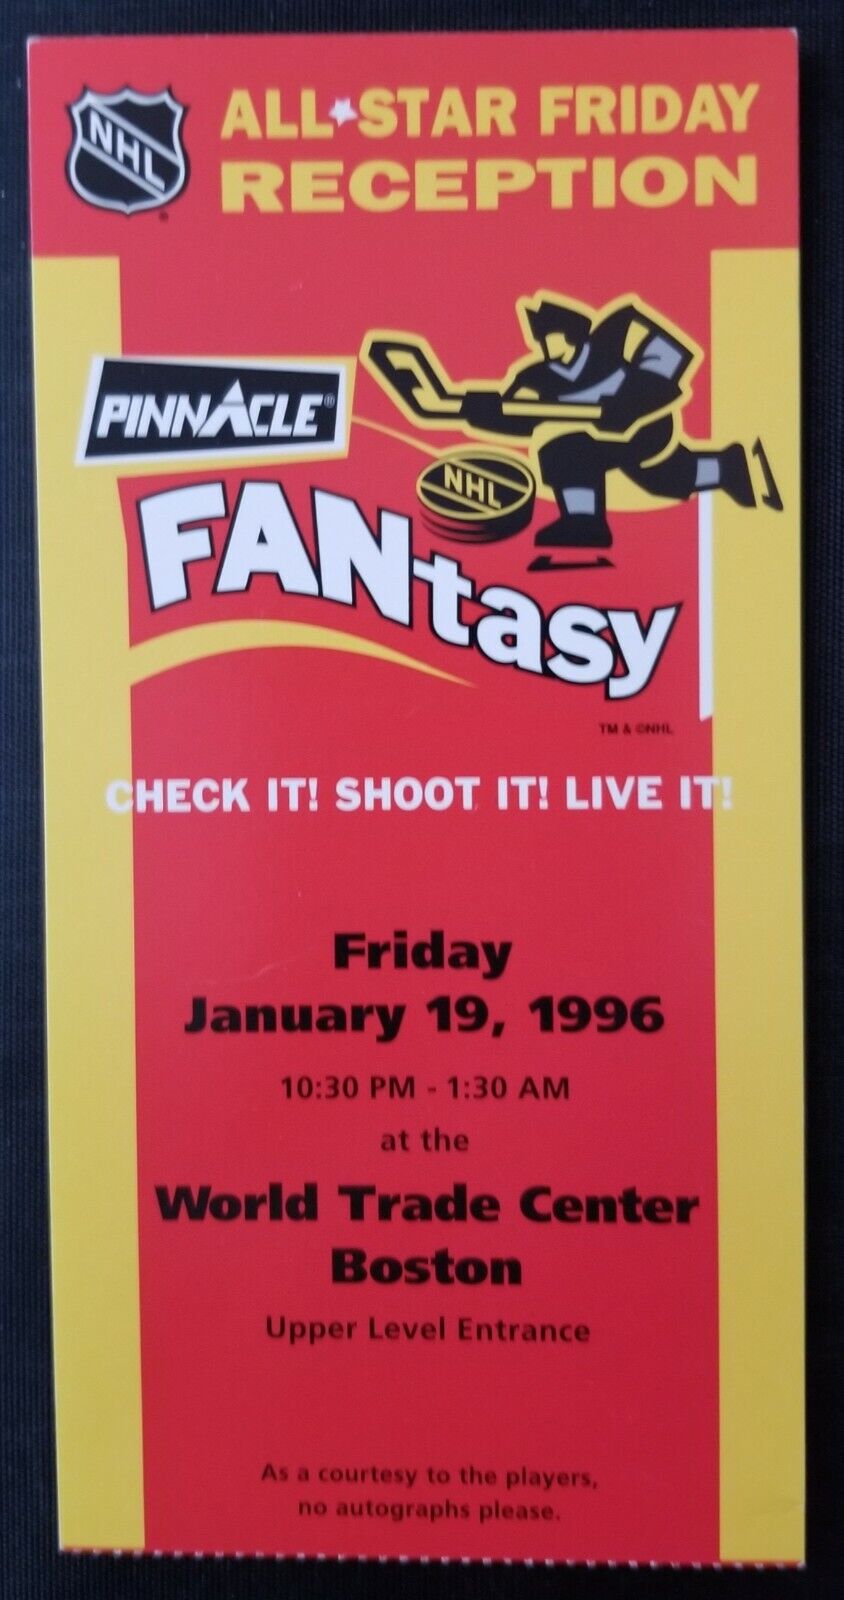 NHL
®
ALL★STAR FRIDAY
RECEPTION
PINNACLE®
NHL
FANtasy
TM & ©NHL
CHECK IT! SHOOT IT! LIVE IT!
Friday
January 19, 1996
10:30 PM - 1:30 AM
at the
World Trade Center
Boston
Upper Level Entrance
As a courtesy to the players,
no autographs please.